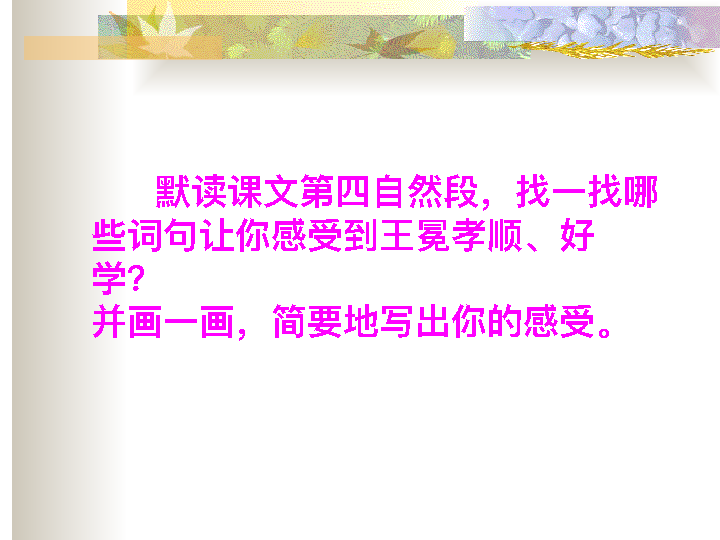 默读课文第四自然段，找一找哪
些词句让你感受到王冕孝顺、好
学？
并画一画，简要地写出你的感受。